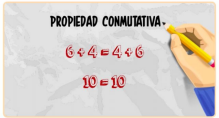 PROPIEDAD CONMUTATIVA.
6+4=4+6
10=10